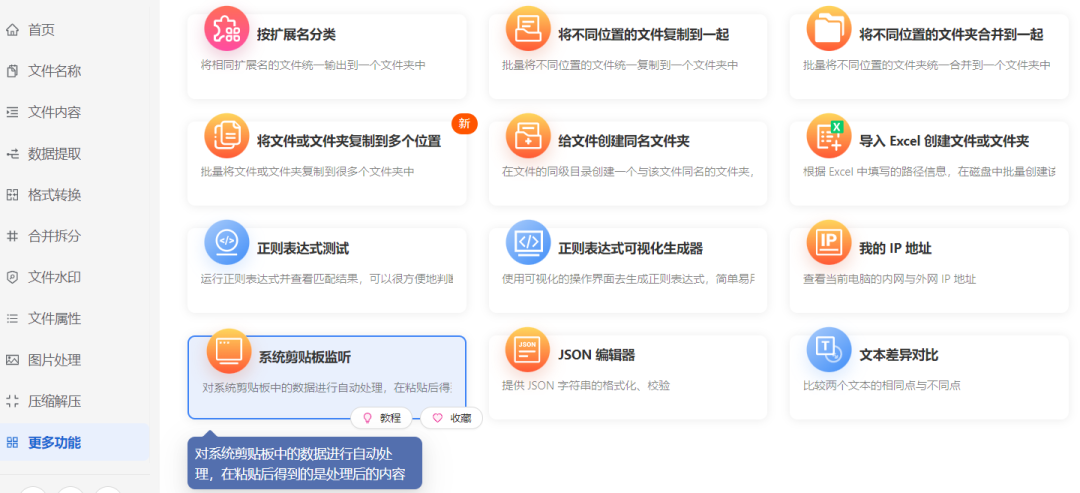 首页
文件名称
文件内容
数据提取
格式转换
合并拆分
文件水印
文件属性
图片处理
压缩解压
更多功能
按扩展名分类
将相同扩展名的文件统一输出到一个文件夹中
将不同位置的文件复制到一起
批量将不同位置的文件统一复制到一个文件夹中
将不同位置的文件夹合并到一起
批量将不同位置的文件夹统一合并到一个文件夹中
新
将文件或文件夹复制到多个位置
批量将文件或文件夹复制到很多个文件夹中
给文件创建同名文件夹
在文件的同级目录创建一个与该文件同名的文件夹，
X
导入 Excel 创建文件或文件夹
根据 Excel 中填写的路径信息，在磁盘中批量创建
正则表达式测试
运行正则表达式并查看匹配结果，可以很方便地判
正则表达式可视化生成器
使用可视化的操作界面去生成正则表达式，简单易
IP
我的 IP 地址
查看当前电脑的内网与外网 IP 地址
系统剪贴板监听
对系统剪贴板中的数据进行自动处理，在粘贴后得
教程
收藏
JSON
JSON 编辑器
提供 JSON 字符串的格式化、校验
T
文本差异对比
比较两个文本的相同点与不同点
对系统剪贴板中的数据进行自动处
理，在粘贴后得到的是处理后的内容